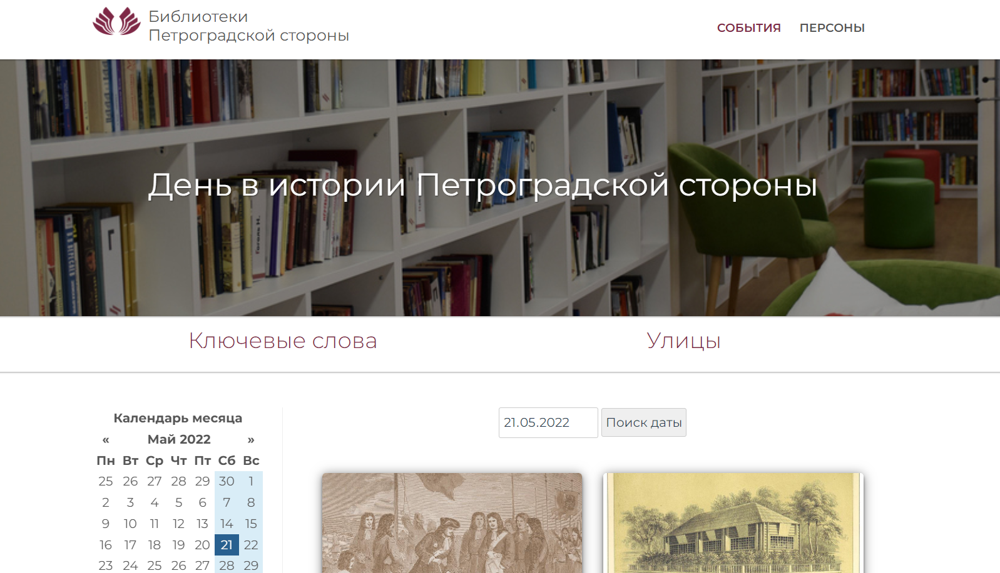 Библиотеки
Петроградской стороны
СОБЫТИЯ ПЕРСОНЫ
День в истории Петроградской стороны
Ключевые слова
Улицы
Календарь месяца
« Май 2022 »
Пн Вт Ср Чт Пт Сб Вс
25 26 27 28 29 30 1
2 3 4 5 6 7 8
9 10 11 12 13 14 15
16 17 18 19 20 21 22
23 24 25 26 27 28 29
21.05.2022 Поиск даты
Гоголь Н.